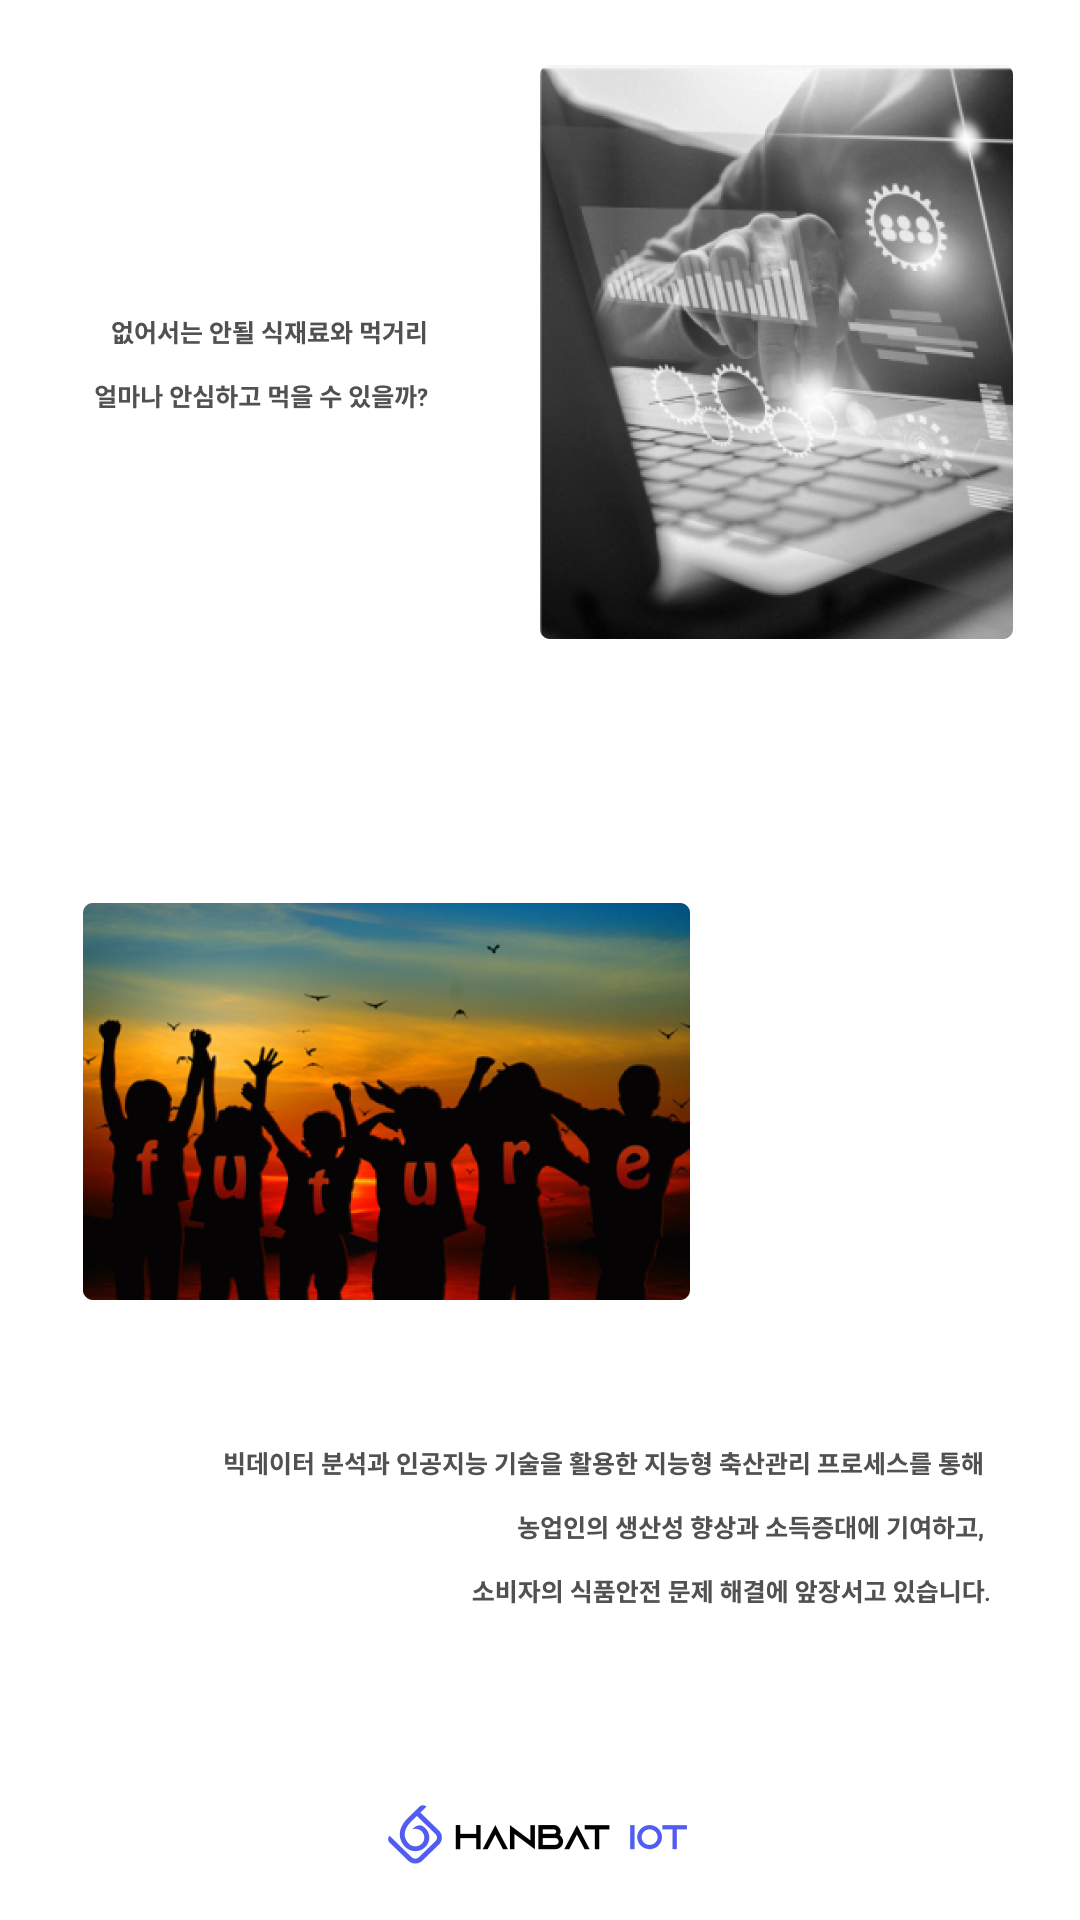 없어서는 안될 식재료와 먹거리
얼마나 안심하고 먹을 수 있을까?
future
빅데이터 분석과 인공지능 기술을 활용한 지능형 축산관리 프로세스를 통해
농업인의 생산성 향상과 소득증대에 기여하고,
소비자의 식품안전 문제 해결에 앞장서고 있습니다.
HANBAT IOT